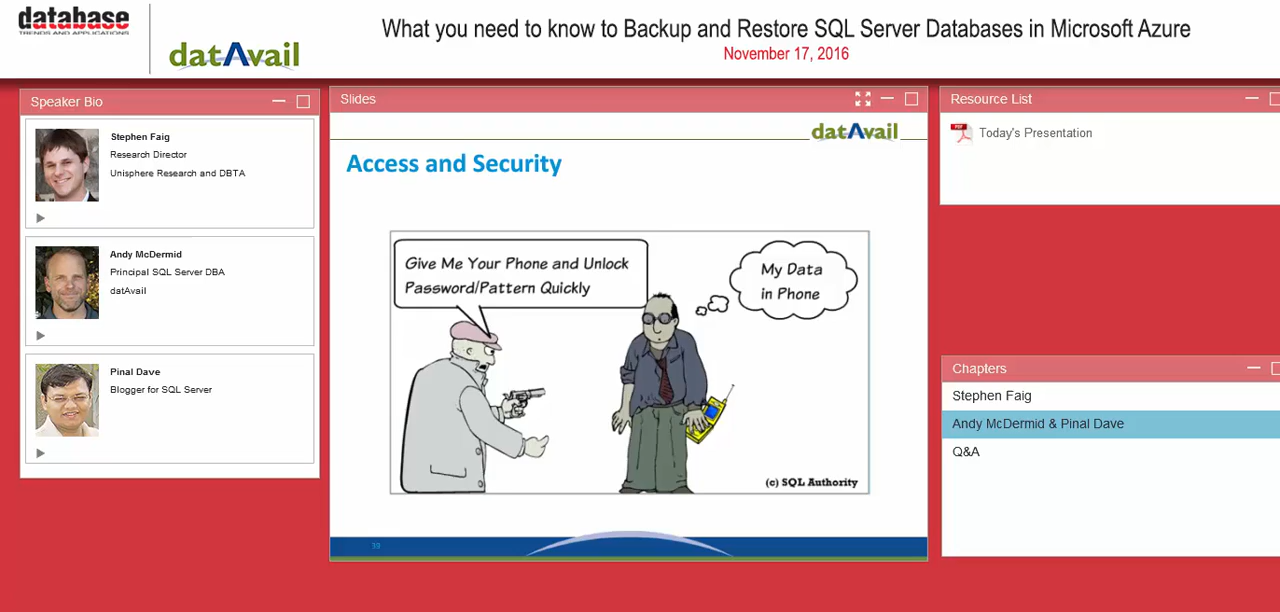 database
TRENDS AND APPLICATIONS
datAvail
What you need to know to Backup and Restore SQL Server Databases in Microsoft Azure
November 17, 2016
Speaker Bio
Stephen Faig
Research Director
Unisphere Research and DBTA
Andy McDermid
Principal SQL Server DBA
datAvail
Pinal Dave
Blogger for SQL Server
Slides
datAvail
Access and Security
Give Me Your Phone and Unlock
Password/Pattern Quickly
My Data
in Phone
(c) SQL Authority
39
Resource List
PDF
Today's Presentation
Chapters
Stephen Faig
Andy McDermid & Pinal Dave
Q&A